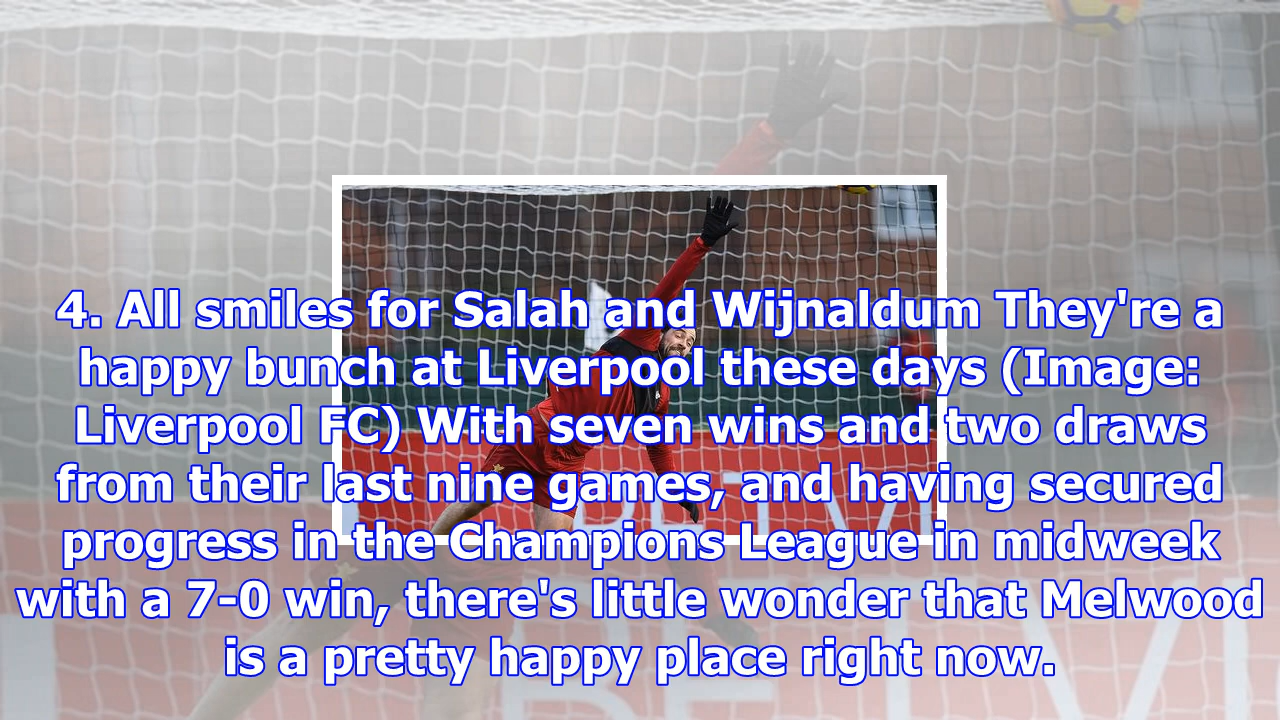 4. All smiles for Salah and Wijnaldum They're a
happy bunch at Liverpool these days (Image:
Liverpool FC) With seven wins and two draws
from their last nine games, and having secured
progress in the Champions League in midweek
with a 7-0 win, there's little wonder that Melwood
is a pretty happy place right now.